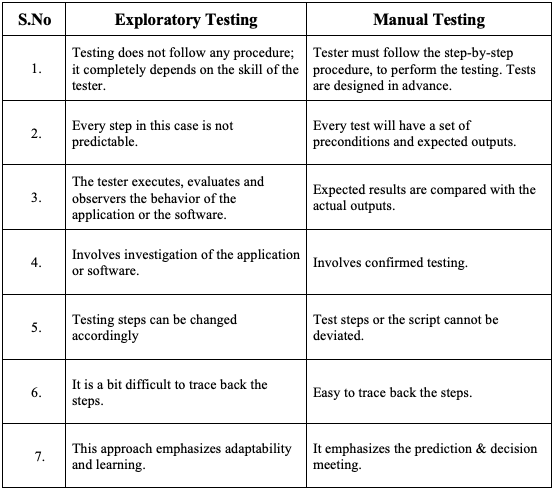 S.No Exploratory Testing Manual Testing
1. Testing does not follow any procedure; Tester must follow the step-by-step
it completely depends on the skill of the procedure, to perform the testing. Tests
tester. are designed in advance.
2. Every step in this case is not Every test will have a set of
predictable. preconditions and expected outputs.
3. The tester executes, evaluates and Expected results are compared with the
observers the behavior of the actual outputs.
application or the software.
4. Involves investigation of the application Involves confirmed testing.
or software.
5. Testing steps can be changed Test steps or the script cannot be
accordingly deviated.
6. It is a bit difficult to trace back the Easy to trace back the steps.
steps.
7. This approach emphasizes adaptability It emphasizes the prediction & decision
and learning. meeting.